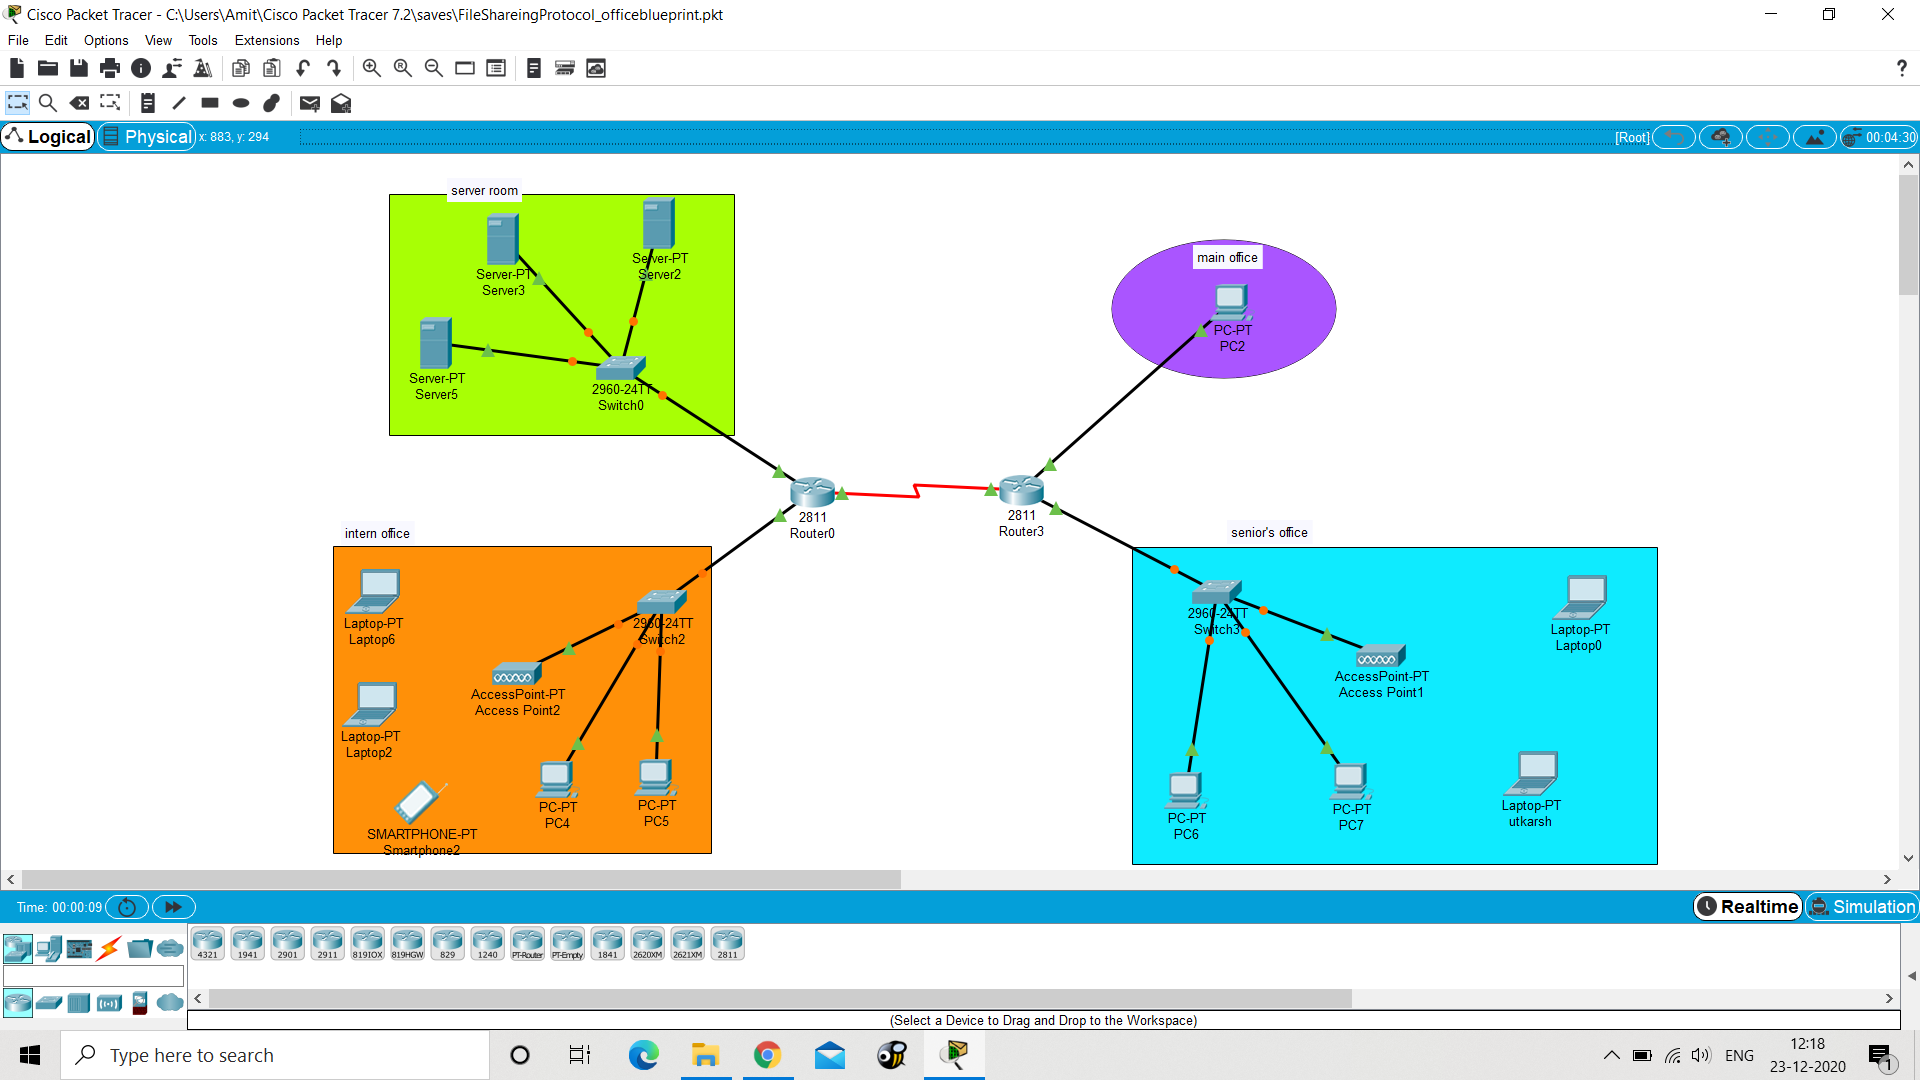 Cisco Packet Tracer - C:\Users\Amit\Cisco Packet Tracer 7.2\saves\FileShareingProtocol_officeblueprint.pkt
File Edit Options View Tools Extensions Help
?
Logical Physical x: 883, y: 294 [Root] 00:04:30
server room
Server-PT
Server2
Server-PT
Server3
Server-PT
Server5
2960-24TT
Switch0
main office
PC-PT
PC2
2811
Router0
2811
Router3
intern office
Laptop-PT
Laptop6
2960-24TT
Switch2
AccessPoint-PT
Access Point2
Laptop-PT
Laptop2
PC-PT
PC4
PC-PT
PC5
SMARTPHONE-PT
Smartphone2
senior's office
2960-24TT
Switch3
Laptop-PT
Laptop0
AccessPoint-PT
Access Point1
PC-PT
PC6
PC-PT
PC7
Laptop-PT
utkarsh
Time: 00:00:09 Realtime Simulation
4321 1941 2901 2911 819IOX 819HGW 829 1240 PT-Router PT-Empty 1841 2620XM 2621XM 2811
(Select a Device to Drag and Drop to the Workspace)
Type here to search
ENG
12:18
23-12-2020
1